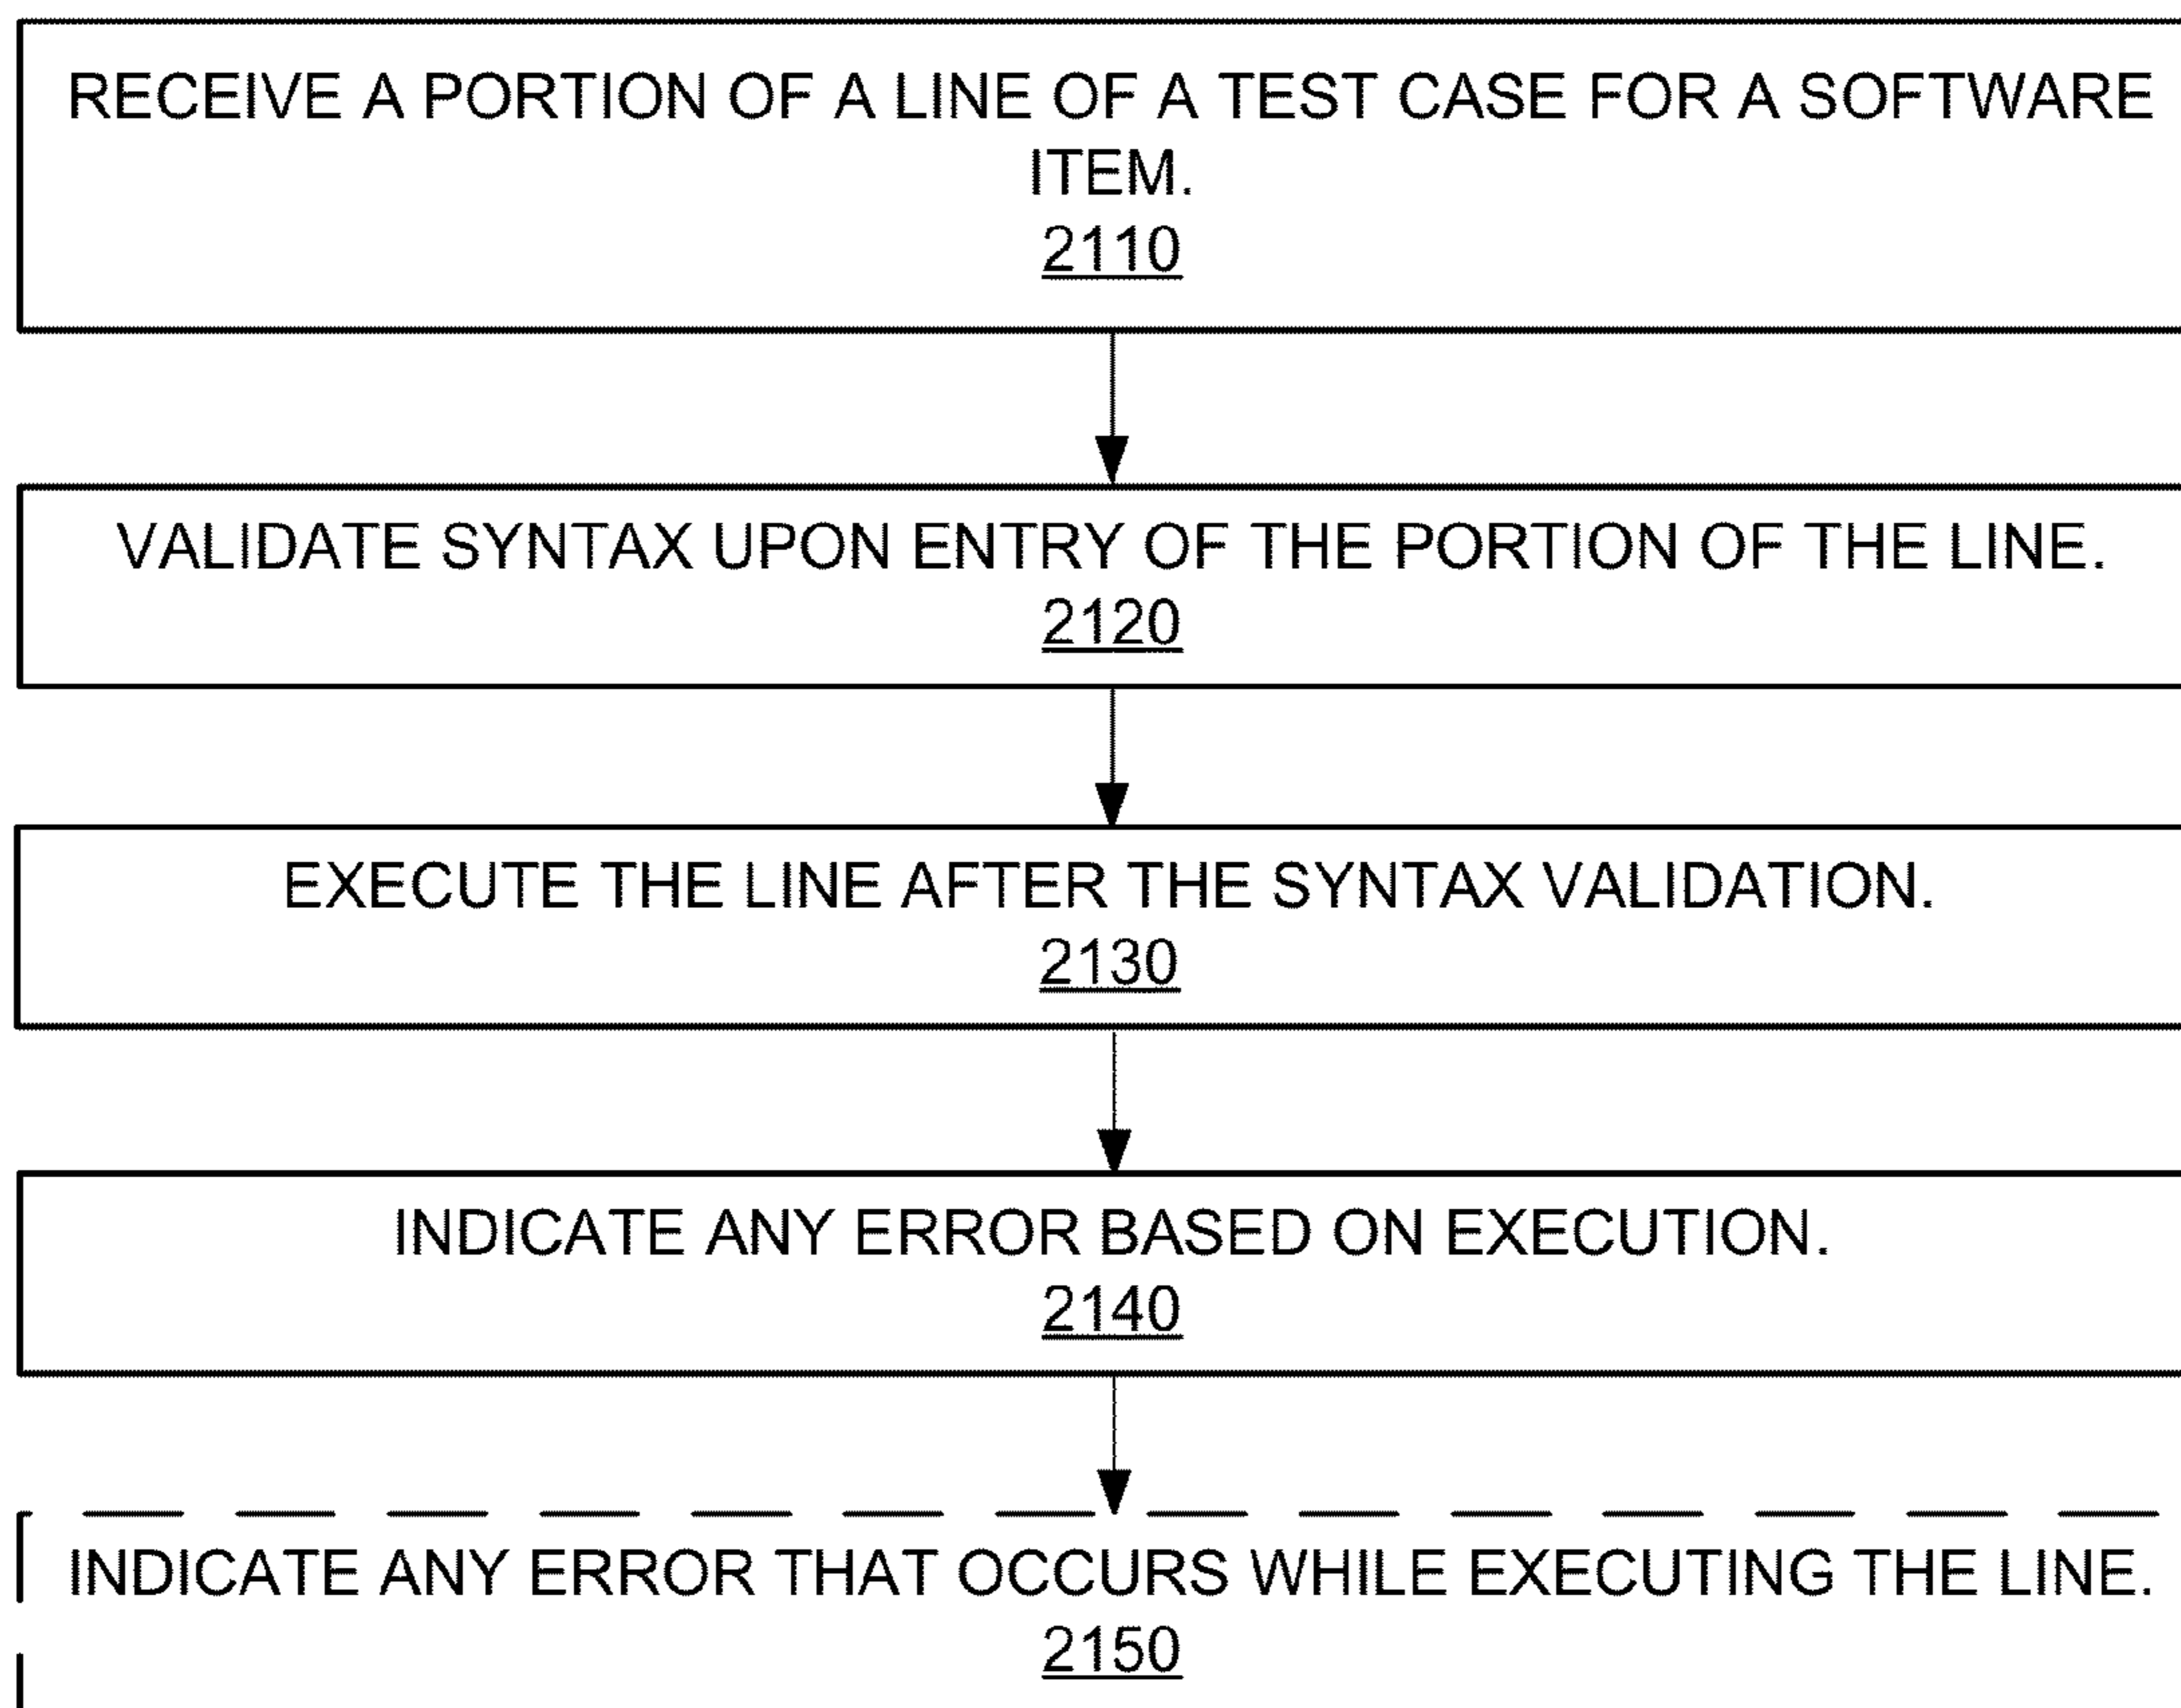 RECEIVE A PORTION OF A LINE OF A TEST CASE FOR A SOFTWARE
ITEM.
2110
VALIDATE SYNTAX UPON ENTRY OF THE PORTION OF THE LINE.
2120
EXECUTE THE LINE AFTER THE SYNTAX VALIDATION.
2130
INDICATE ANY ERROR BASED ON EXECUTION.
2140
INDICATE ANY ERROR THAT OCCURS WHILE EXECUTING THE LINE.
2150